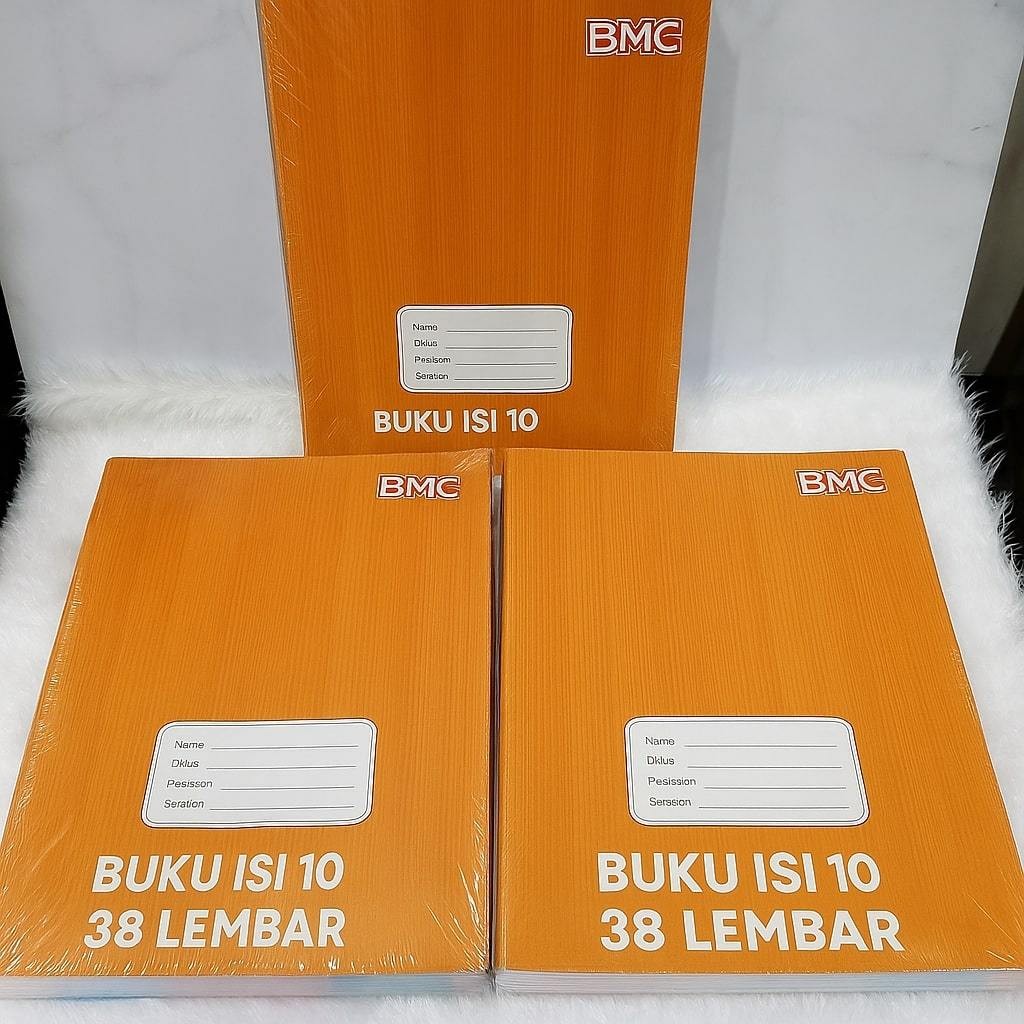 BMC
Name
Dklus
Pesilsom
Seration
BUKU ISI 10
BMC
Name
Dklus
Pesisson
Seration
BUKU ISI 10
38 LEMBAR
BMC
Name
Dklus
Pesission
Serssion
BUKU ISI 10
38 LEMBAR